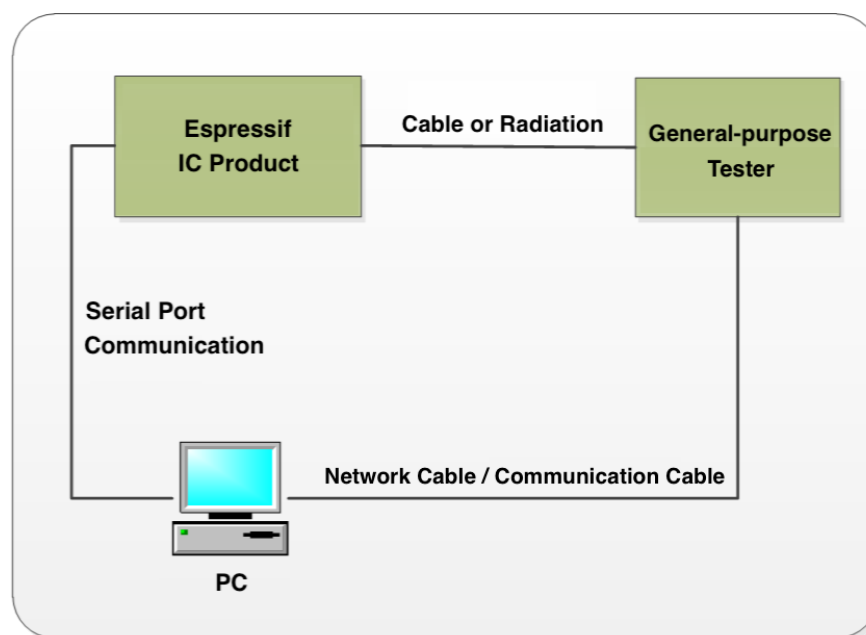 Espressif
IC Product
Cable or Radiation
General-purpose
Tester
Serial Port
Communication
Network Cable / Communication Cable
PC